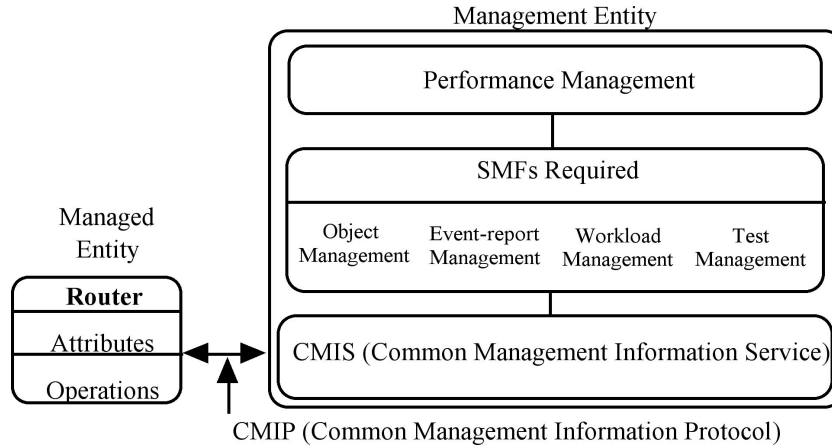 Management Entity
Performance Management
SMFs Required
Object
Management
Event-report
Management
Workload
Management
Test
Management
CMIS (Common Management Information Service)
Managed
Entity
Router
Attributes
Operations
CMIP (Common Management Information Protocol)